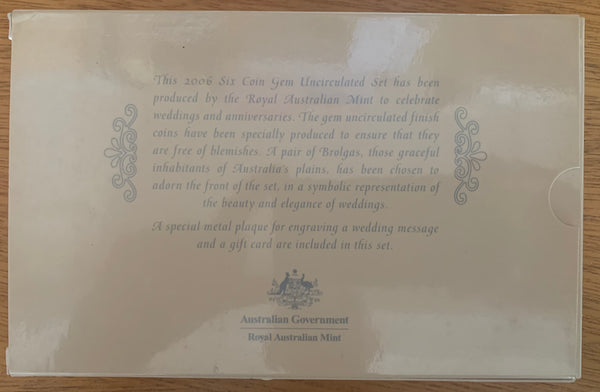 This 2006 Six Coin Gem Uncirculated Set has been
produced by the Royal Australian Mint to celebrate
weddings and anniversaries. The gem uncirculated finish
coins have been specially produced to ensure that they
are free of blemishes. A pair of Brolgas, those graceful
inhabitants of Australia's plains, has been chosen to
adorn the front of the set, in a symbolic representation of
the beauty and elegance of weddings.
A special metal plaque for engraving a wedding message
and a gift card are included in this set.
Australian Government
Royal Australian Mint